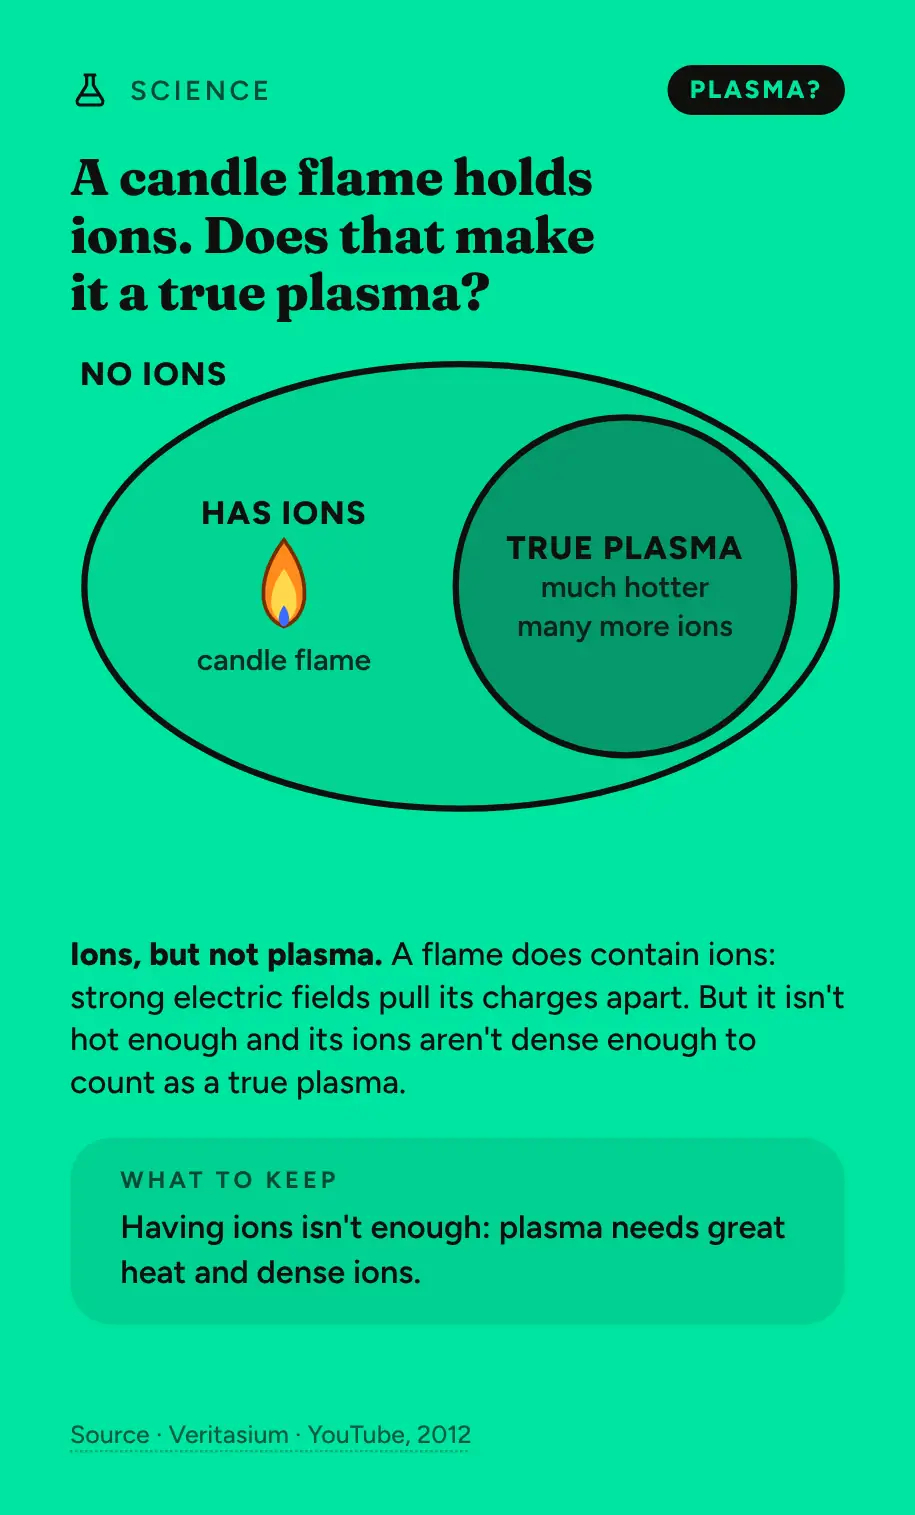 SCIENCE
PLASMA?
A candle flame holds
ions. Does that make
it a true plasma?
NO IONS
HAS IONS
candle flame
TRUE PLASMA
much hotter
many more ions
Ions, but not plasma. A flame does contain ions:
strong electric fields pull its charges apart. But it isn't
hot enough and its ions aren't dense enough to
count as a true plasma.
WHAT TO KEEP
Having ions isn't enough: plasma needs great
heat and dense ions.
Source · Veritasium · YouTube, 2012